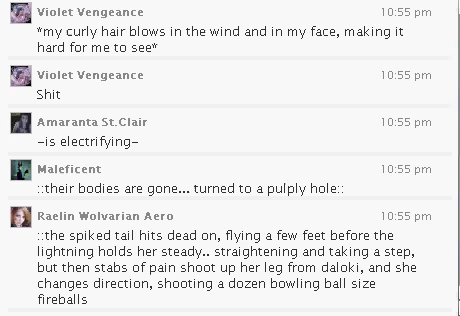 Violet Vengeance 10:55 pm
*my curly hair blows in the wind and in my face, making it
hard for me to see*
Violet Vengeance 10:55 pm
Shit
Amaranta St.Clair 10:55 pm
-is electrifying-
Maleficent 10:55 pm
::their bodies are gone... turned to a pulply hole::
Raelin Wolvarian Aero 10:55 pm
::the spiked tail hits dead on, flying a few feet before the
lightning holds her steady.. straightening and taking a step,
but then stabs of pain shoot up her leg from daloki, and she
changes direction, shooting a dozen bowling ball size
fireballs